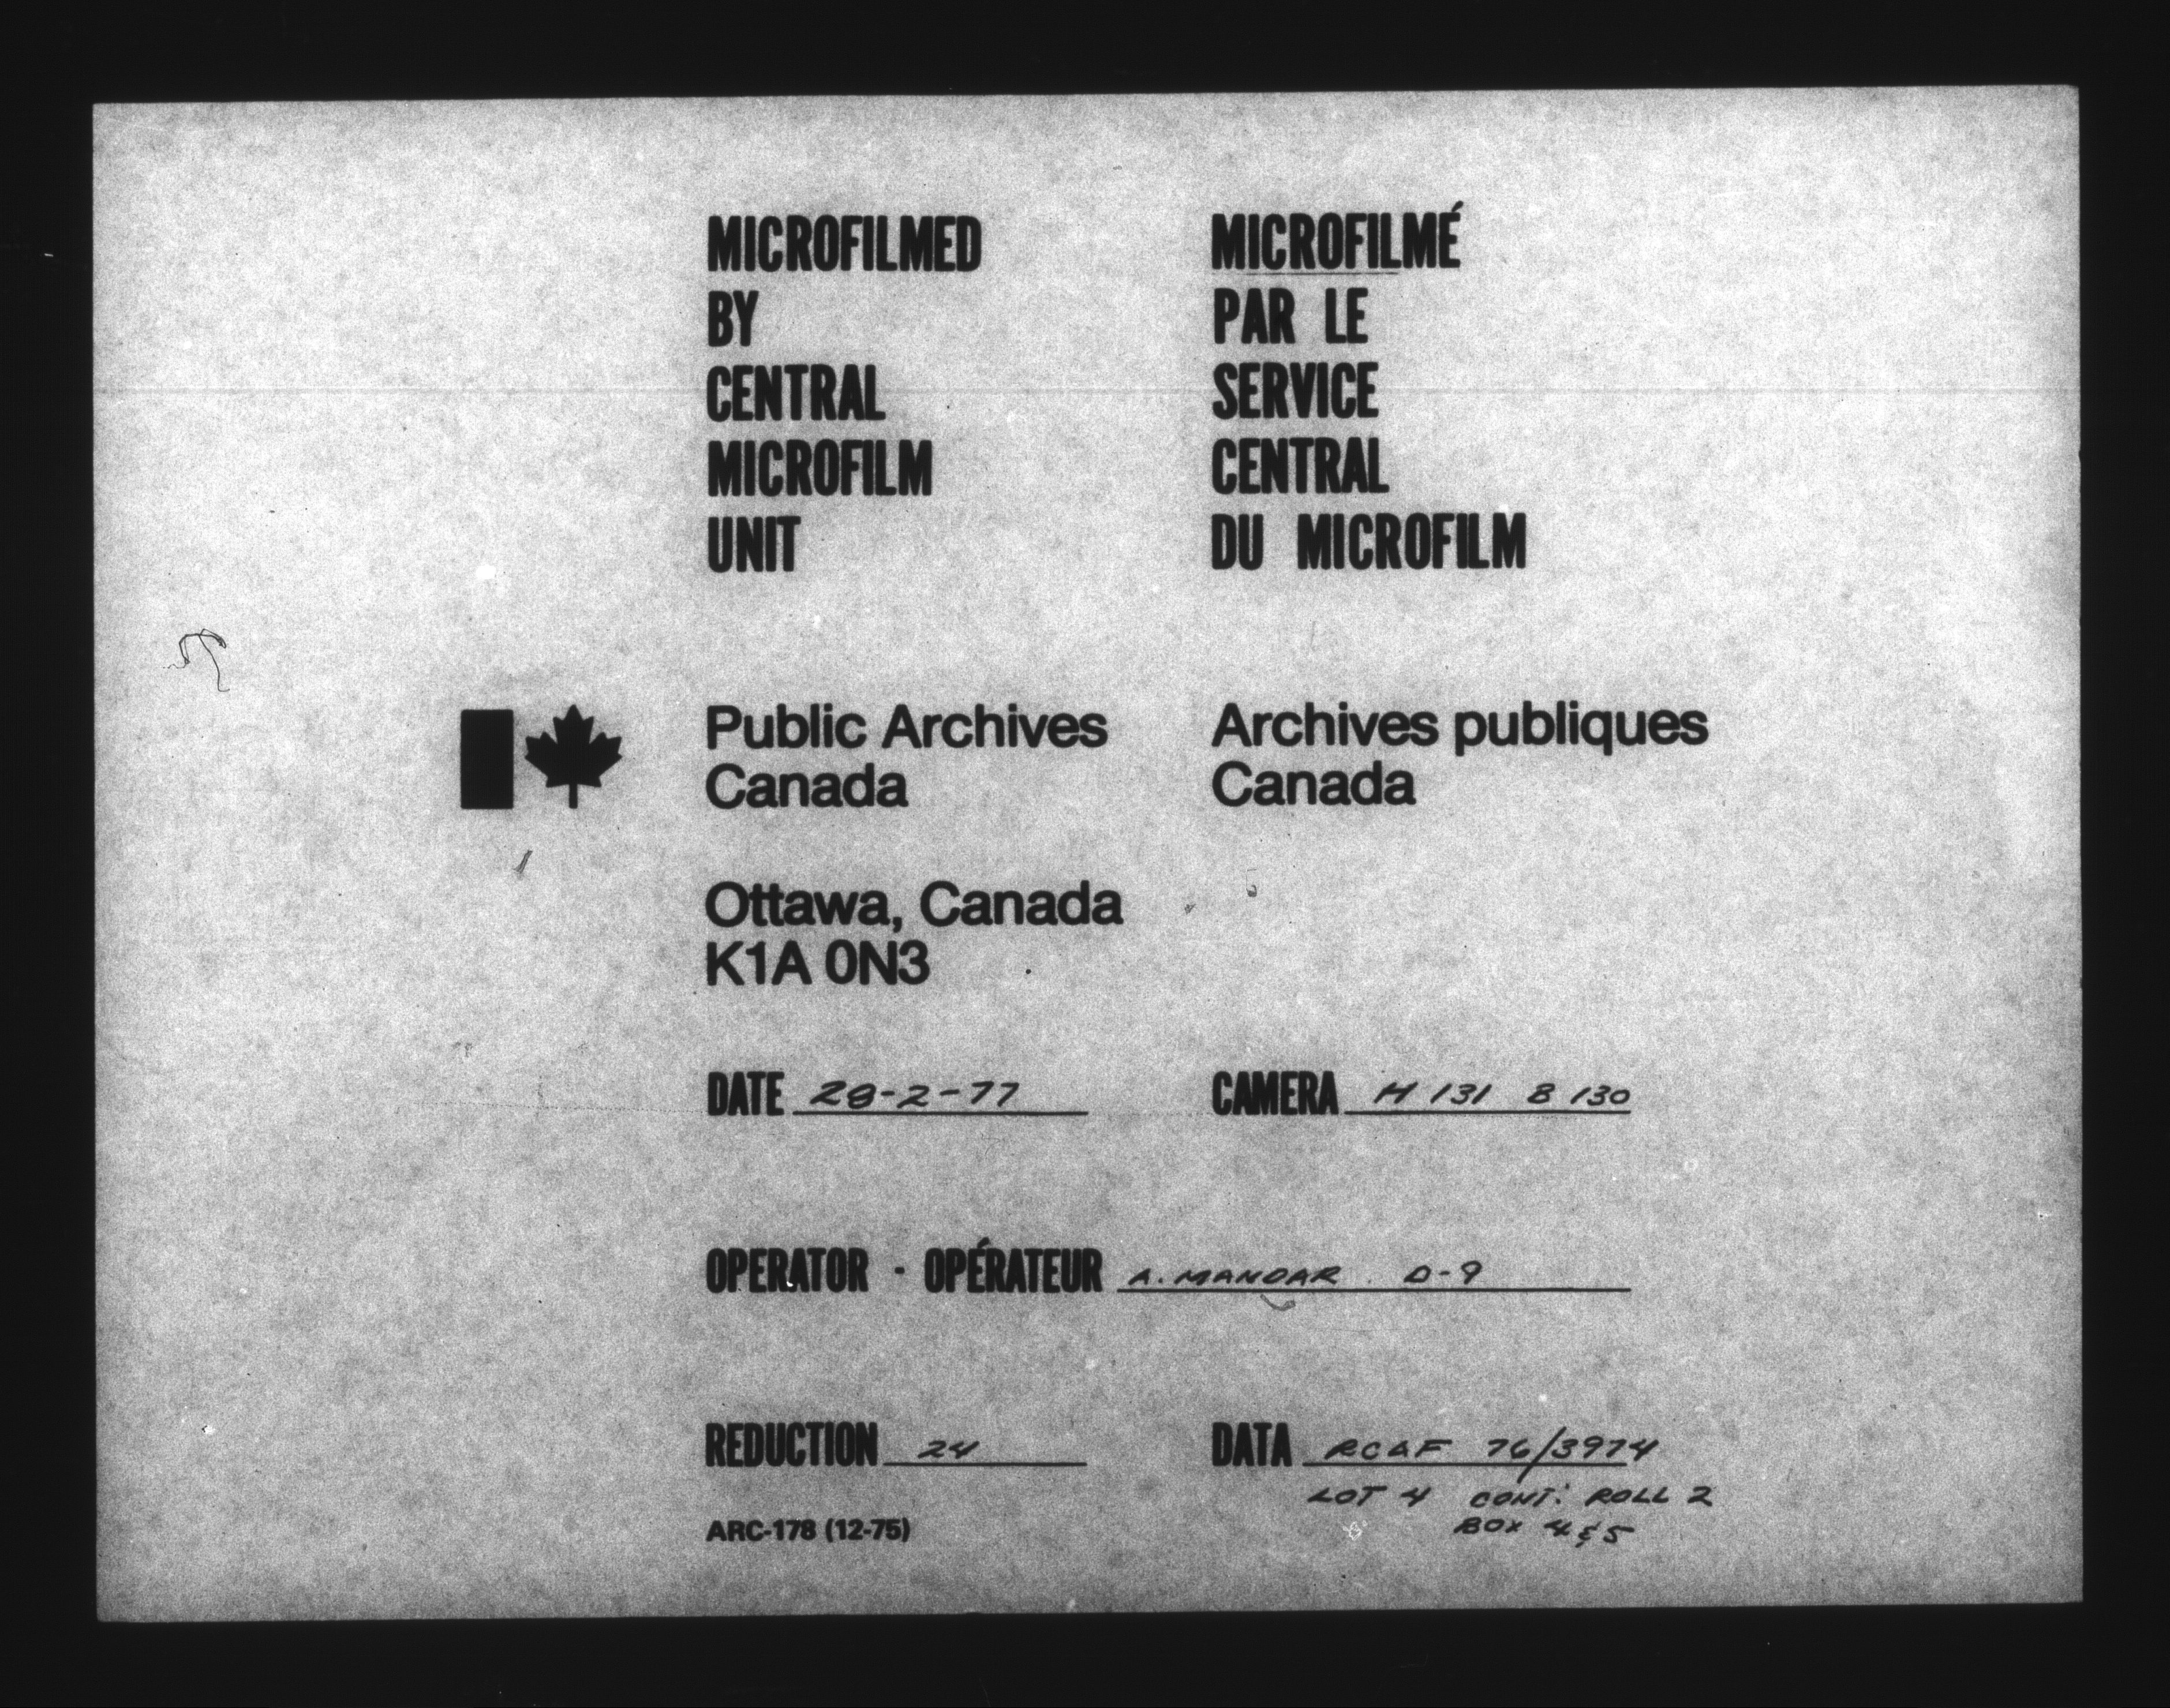 MICROFILMED
BY
CENTRAL
MICROFILM
UNIT
MICROFILMÉ
PAR LE
SERVICE
CENTRAL
DU MICROFILM
Public Archives
Canada
Archives publiques
Canada
Ottawa, Canada
K1A 0N3
DATE 28-2-77
CAMERA H 131 B 130
OPERATOR - OPÉRATEUR A. MANDAR D-9
REDUCTION 24
DATA RCAF 76/3974
LOT 4 CONT: ROLL 2
BOX 4 & 5
ARC-178 (12-75)